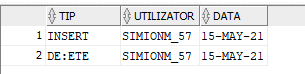 TIP UTILIZATOR DATA
1 INSERT SIMIONM_57 15-MAY-21
2 DE:ETE SIMIONM_57 15-MAY-21